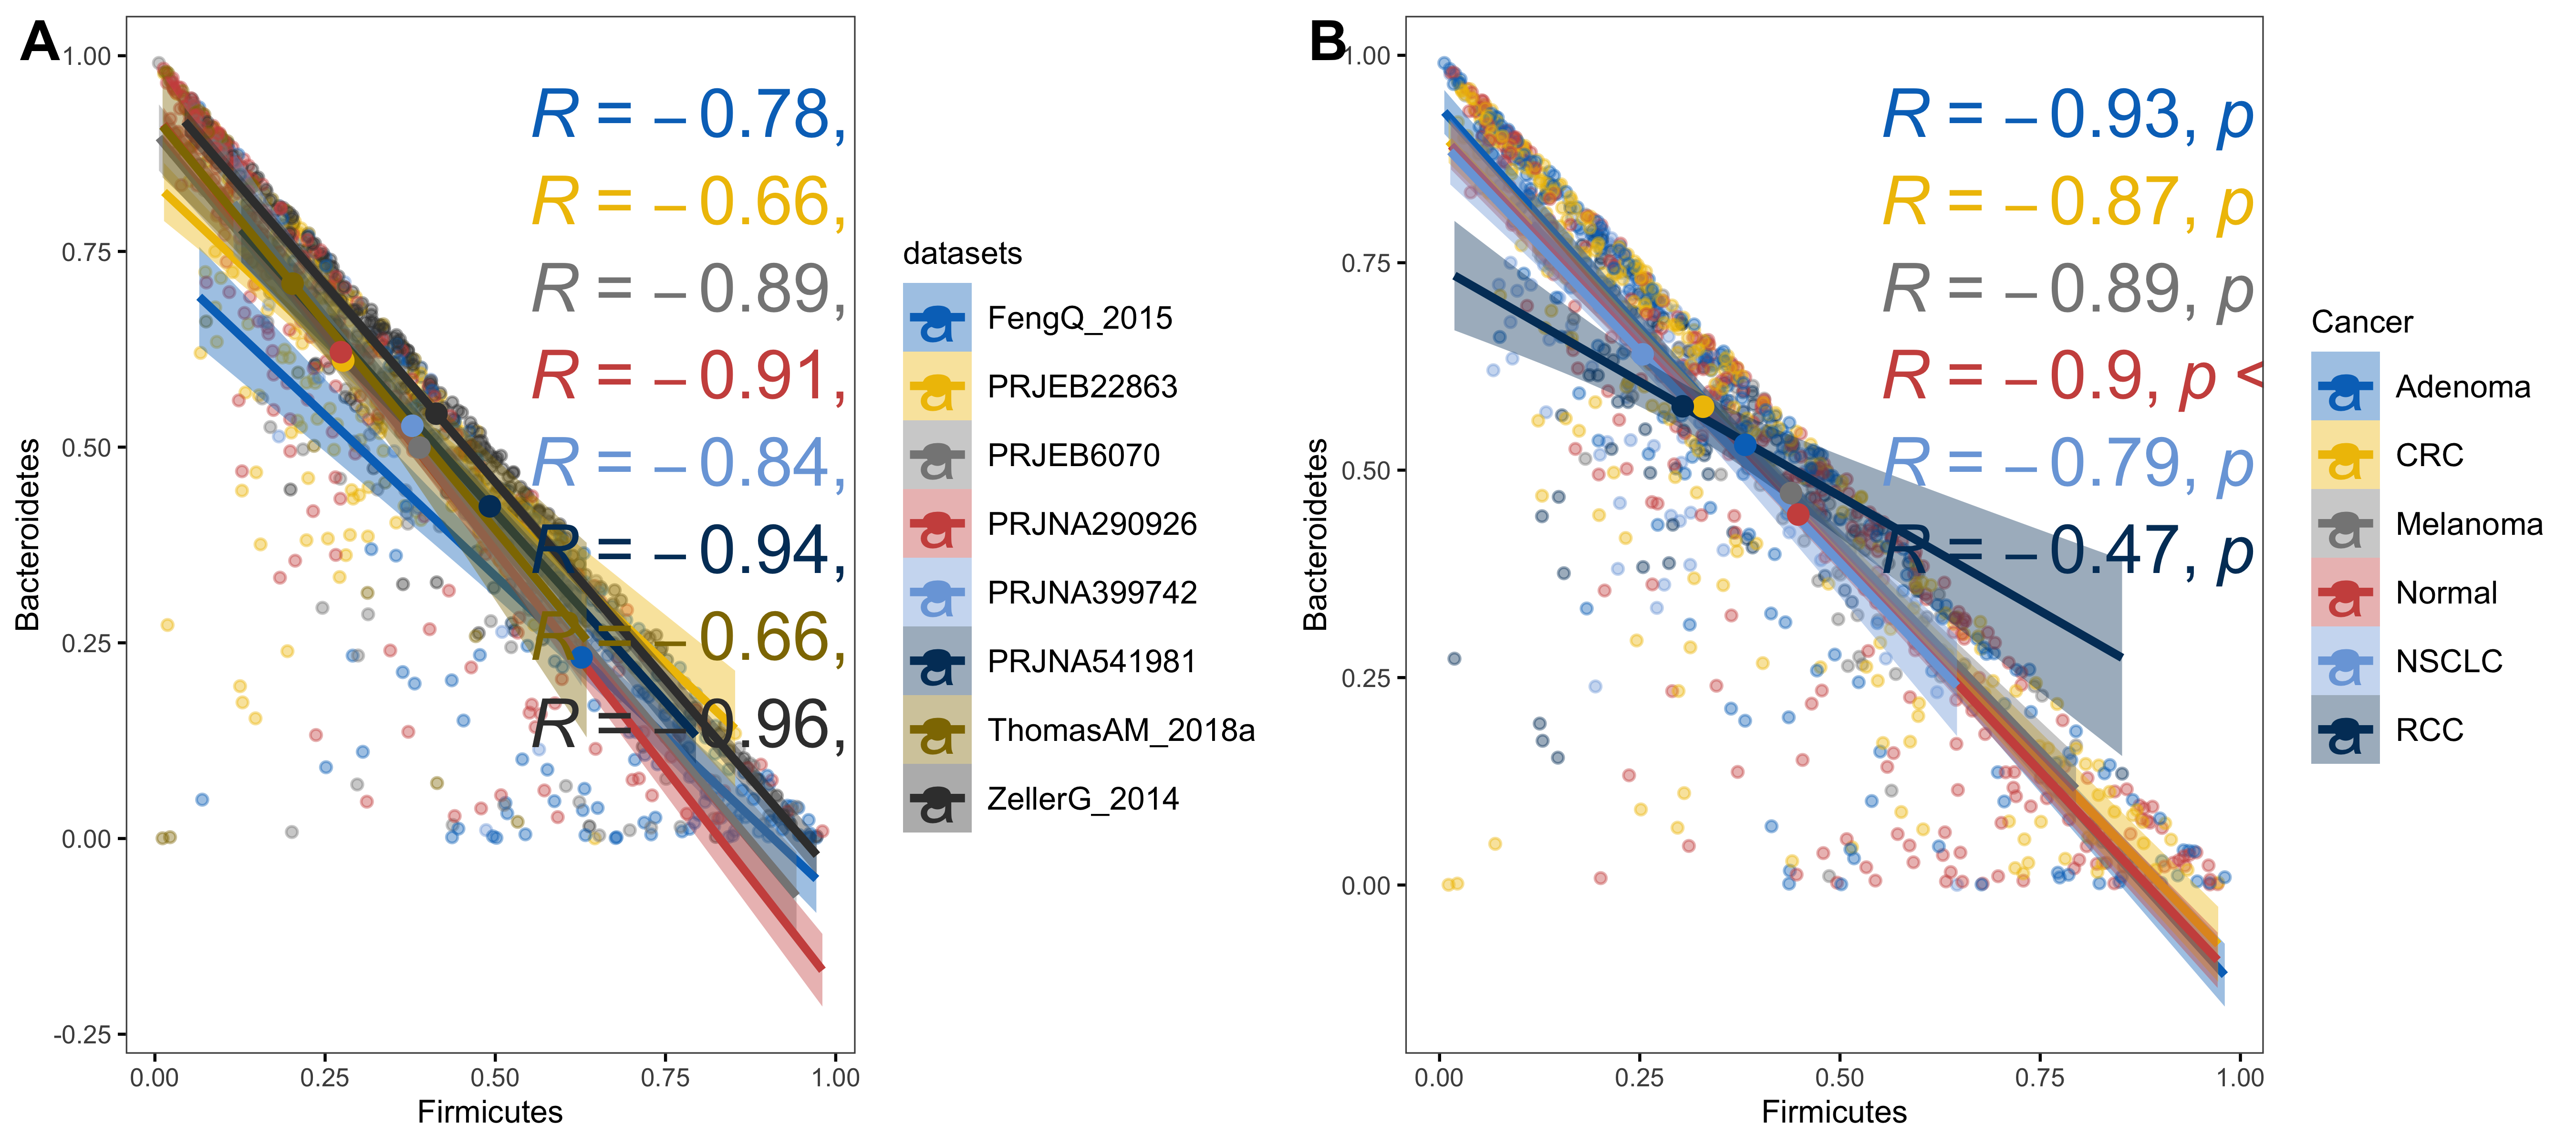 A
1.00
0.75
0.50
0.25
0.00
-0.25
Bacteroidetes
R = −0.78,
R = −0.66,
R = −0.89,
R = −0.91,
R = −0.84,
R = −0.94,
R = −0.66,
R = −0.96,
0.00 0.25 0.50 0.75 1.00
Firmicutes
datasets
a FengQ_2015
a PRJEB22863
a PRJEB6070
a PRJNA290926
a PRJNA399742
a PRJNA541981
a ThomasAM_2018a
a ZellerG_2014
B
1.00
0.75
0.50
0.25
0.00
Bacteroidetes
R = −0.93, p
R = −0.87, p
R = −0.89, p
R = −0.9, p <
R = −0.79, p
R = −0.47, p
0.00 0.25 0.50 0.75 1.00
Firmicutes
Cancer
a Adenoma
a CRC
a Melanoma
a Normal
a NSCLC
a RCC